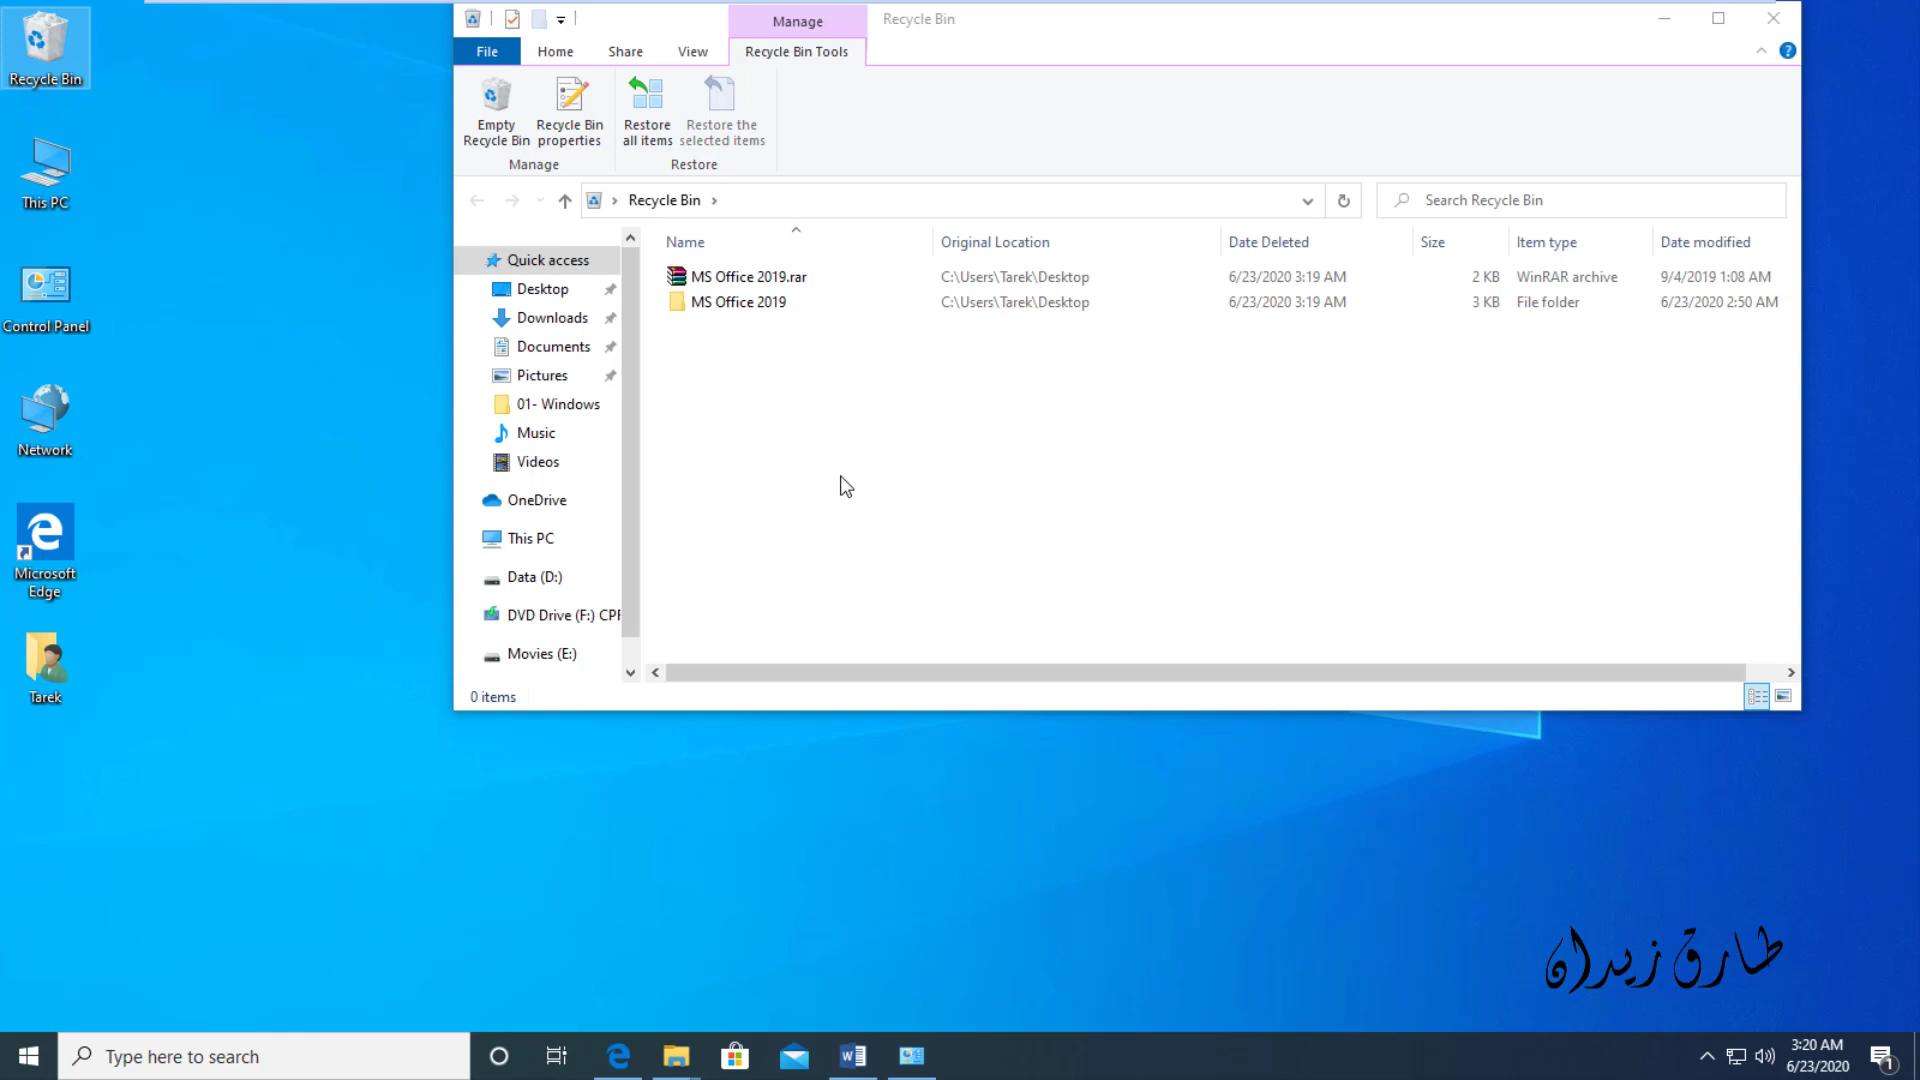 Recycle Bin
This PC
Control Panel
Network
Microsoft
Edge
Tarek
Manage
Recycle Bin
File
Home
Share
View
Recycle Bin Tools
Empty
Recycle Bin
Recycle Bin
properties
Restore
all items
Restore the
selected items
Manage
Restore
Recycle Bin
Search Recycle Bin
Quick access
Desktop
Downloads
Documents
Pictures
01- Windows
Music
Videos
OneDrive
This PC
Data (D:)
DVD Drive (F:) CPF
Movies (E:)
Name Original Location Date Deleted Size Item type Date modified
MS Office 2019.rar C:\Users\Tarek\Desktop 6/23/2020 3:19 AM 2 KB WinRAR archive 9/4/2019 1:08 AM
MS Office 2019 C:\Users\Tarek\Desktop 6/23/2020 3:19 AM 3 KB File folder 6/23/2020 2:50 AM
0 items
طارق زيدان
Type here to search
3:20 AM
6/23/2020
1